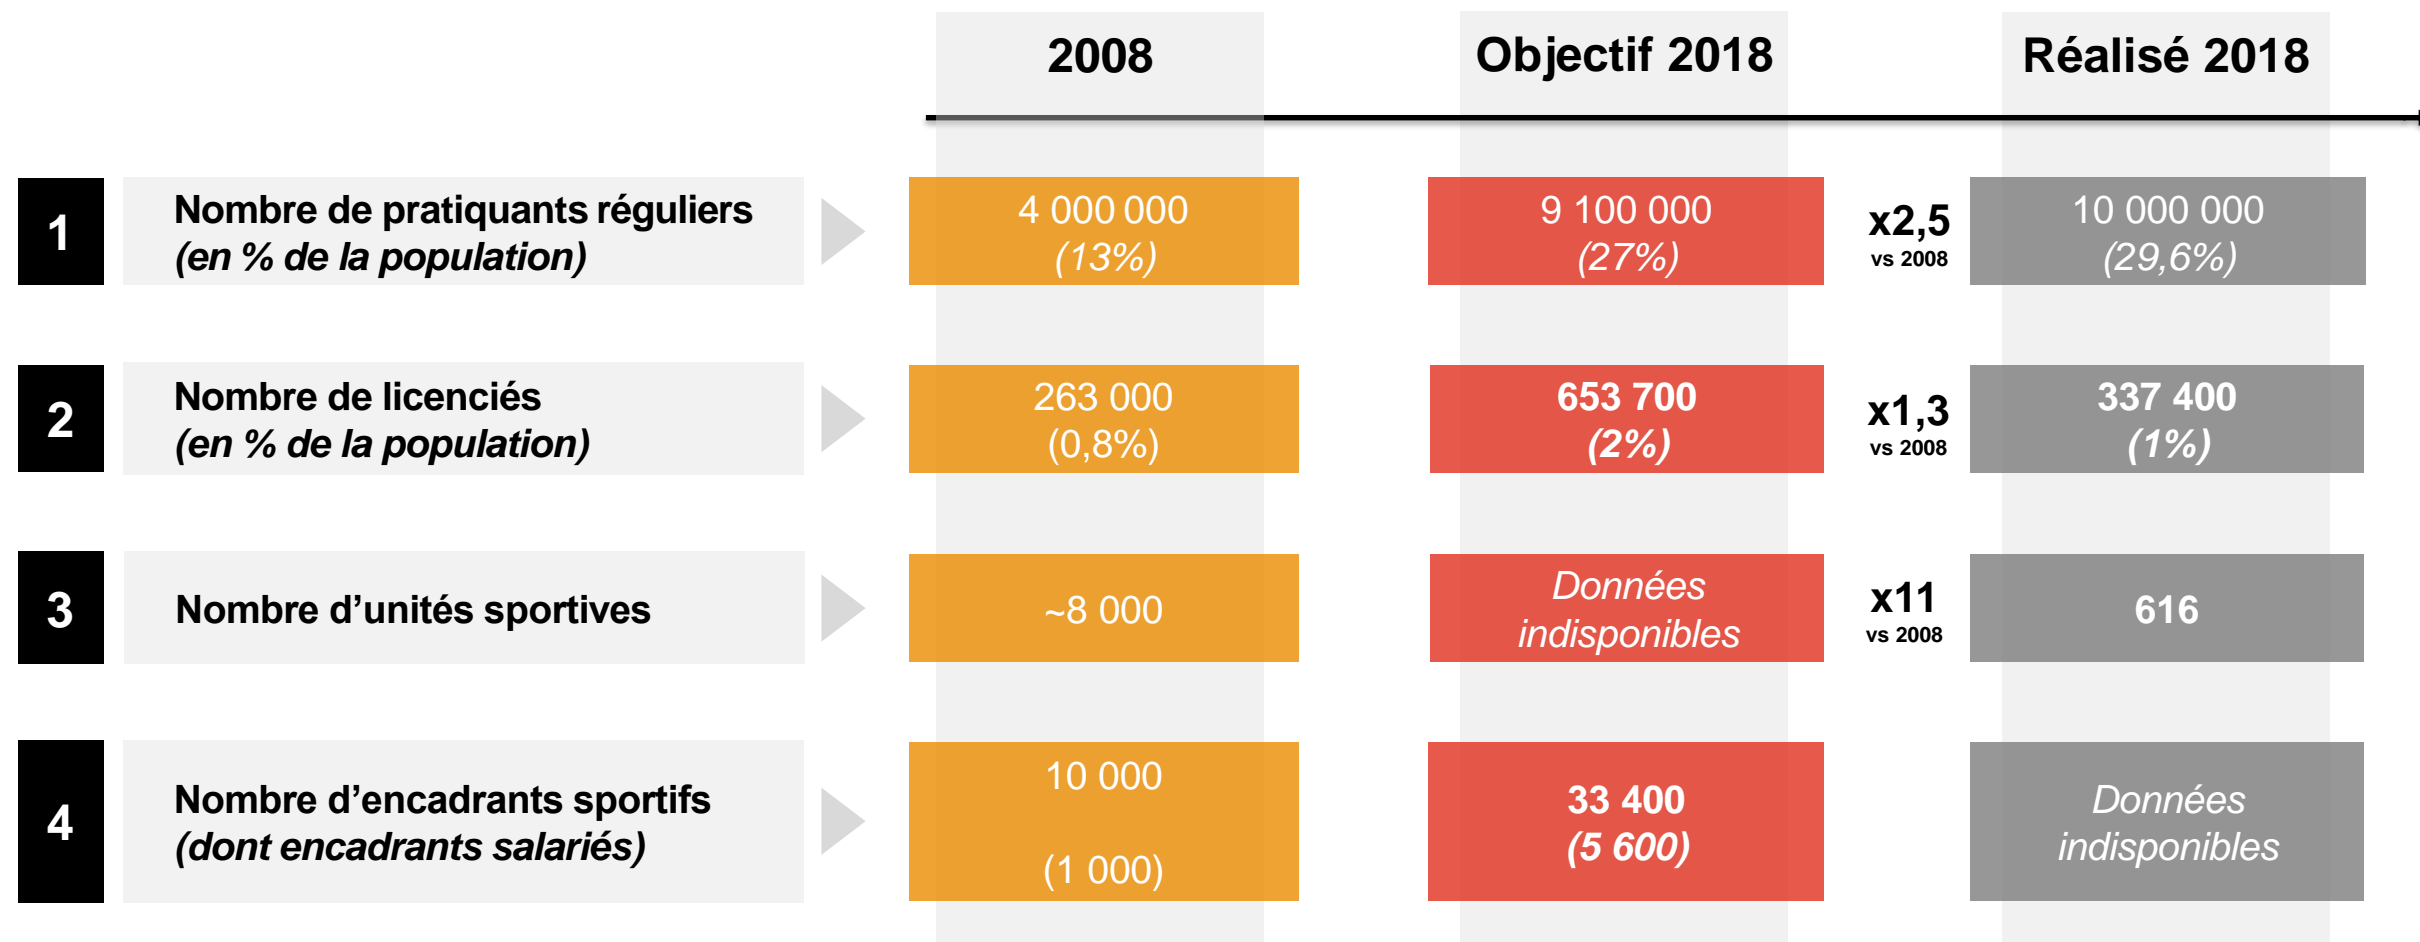 2008
Objectif 2018
Réalisé 2018
1
Nombre de pratiquants réguliers
(en % de la population)
4 000 000
(13%)
9 100 000
(27%)
x2,5
vs 2008
10 000 000
(29,6%)
2
Nombre de licenciés
(en % de la population)
263 000
(0,8%)
653 700
(2%)
x1,3
vs 2008
337 400
(1%)
3
Nombre d’unités sportives
~8 000
Données
indisponibles
x11
vs 2008
616
4
Nombre d’encadrants sportifs
(dont encadrants salariés)
10 000
(1 000)
33 400
(5 600)
Données
indisponibles